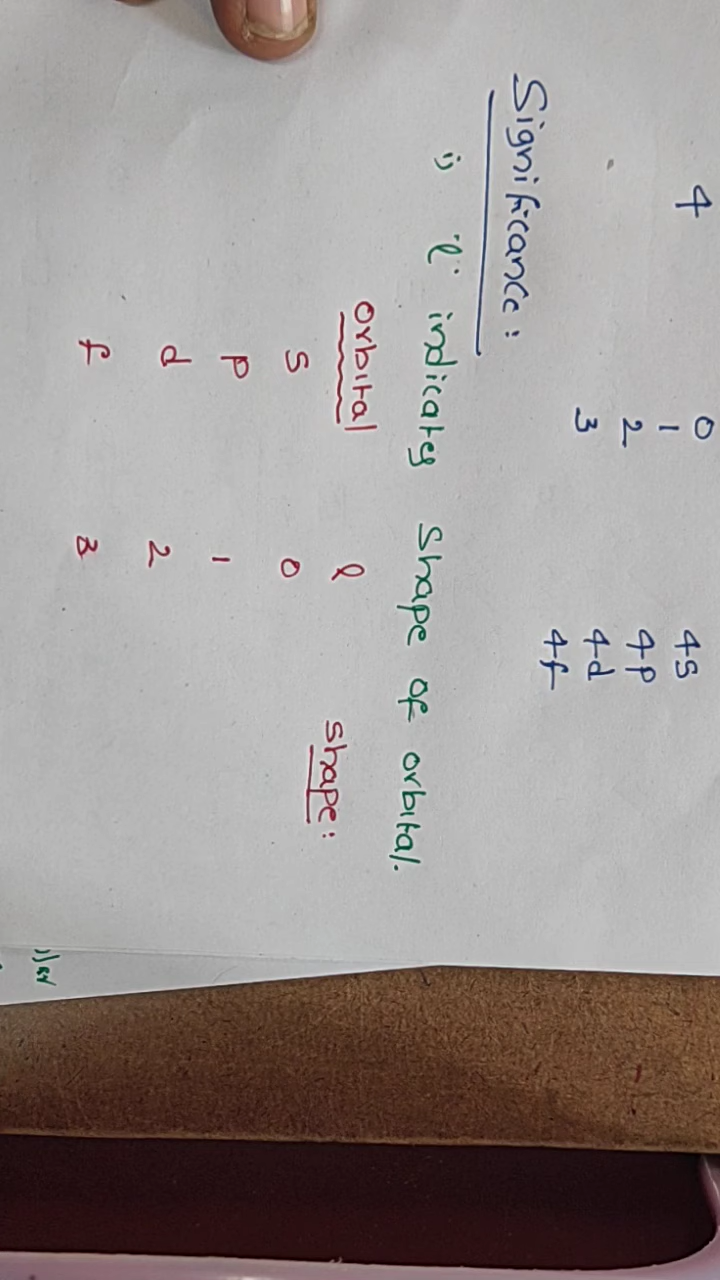 4 0 4s
1 4p
2 4d
3 4f
Significance:
i) 'l' indicates shape of orbital.
orbital l shape:
s 0
p 1
d 2
f 3